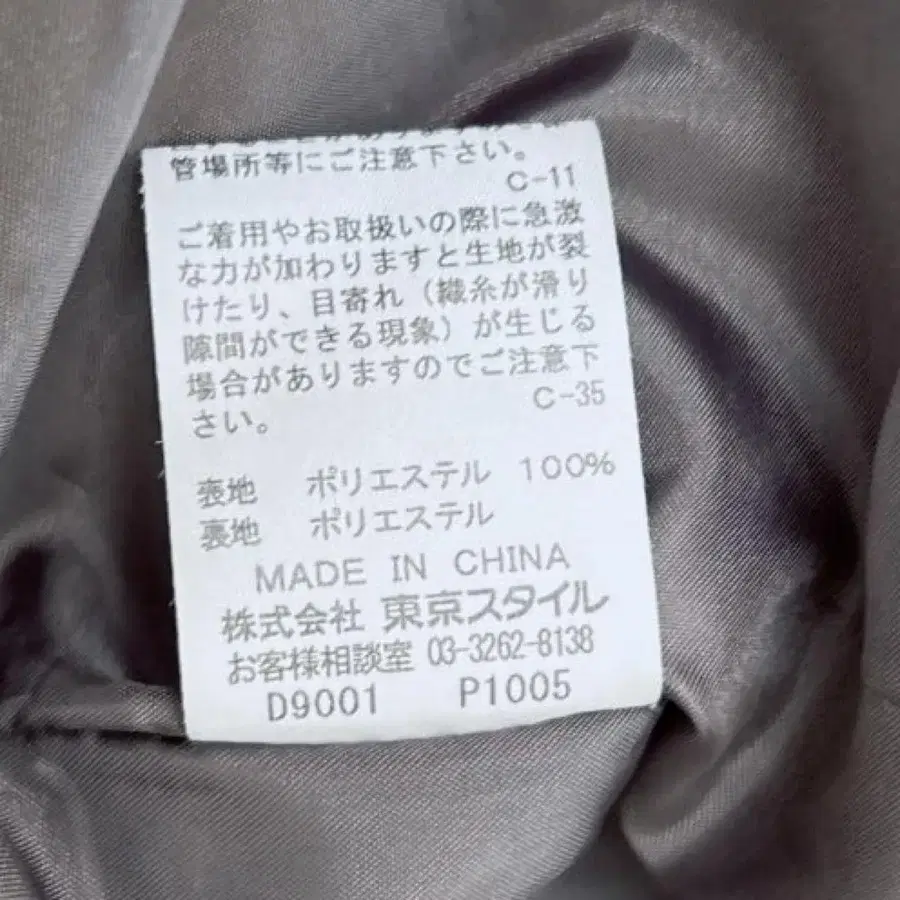 管場所等にご注意下さい。
C-11
ご着用やお取扱いの際に急激
な力が加わりますと生地が裂
けたり、目寄れ（織糸が滑り
隙間ができる現象）が生じる
場合がありますのでご注意下
さい。 C-35
表地 ポリエステル 100%
裏地 ポリエステル
MADE IN CHINA
株式会社 東京スタイル
お客様相談室 03-3262-8138
D9001 P1005